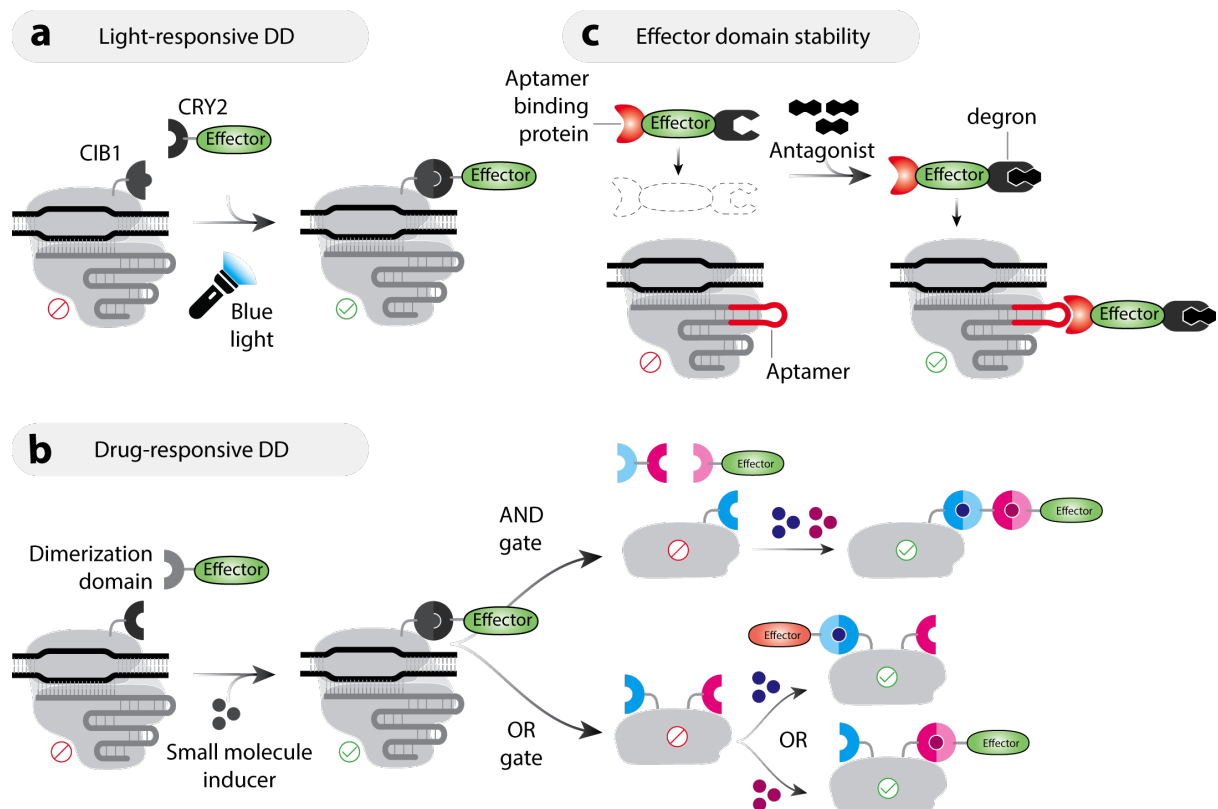 a
Light-responsive DD
CRY2
Effector
CIB1
Effector
Blue
light
c
Effector domain stability
Aptamer
binding
protein
Effector
Antagonist
degron
Effector
Effector
Aptamer
b
Drug-responsive DD
Dimerization
domain
Effector
Effector
Small molecule
inducer
AND
gate
Effector
Effector
OR
gate
Effector
OR
Effector